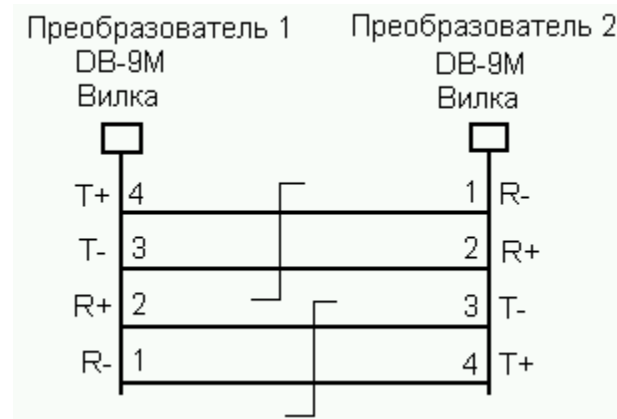 Преобразователь 1
DB-9M
Вилка
Преобразователь 2
DB-9M
Вилка
T+ 4 1 R-
T- 3 2 R+
R+ 2 3 T-
R- 1 4 T+